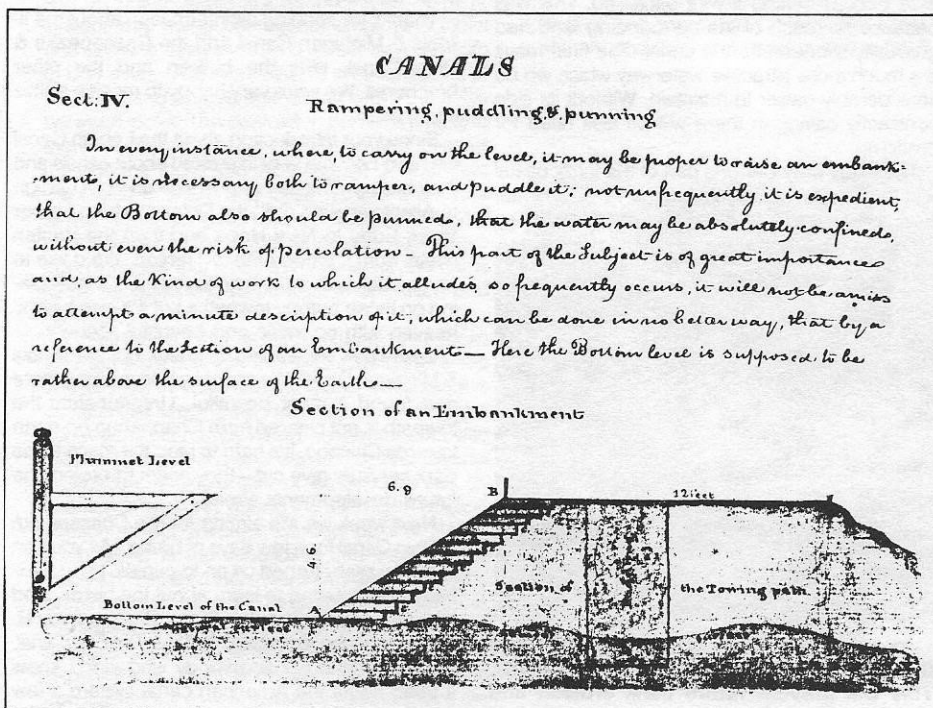 CANALS
Sect: IV.
Rampering, puddling, & punning
In every instance, where, to carry on the level, it may be proper to raise an embank=
ment, it is necessary both to ramper, and puddle it; not unfrequently it is expedient,
that the Bottom also should be punned, that the water may be absolutely confined,
without even the risk of percolation _ This part of the Subject is of great importance
and, as the Kind of work to which it alludes, so frequently occurs, it will not be amiss
to attempt a minute description of it, which can be done in no better way, that by a
reference to the Section of an Embankment _ Here the Bottom level is supposed to be
rather above the surface of the Earth _
Section of an Embankment
Plummet Level
6.9
B
12 feet
4.6
Section of
the Towing path
Bottom Level of the Canal
A